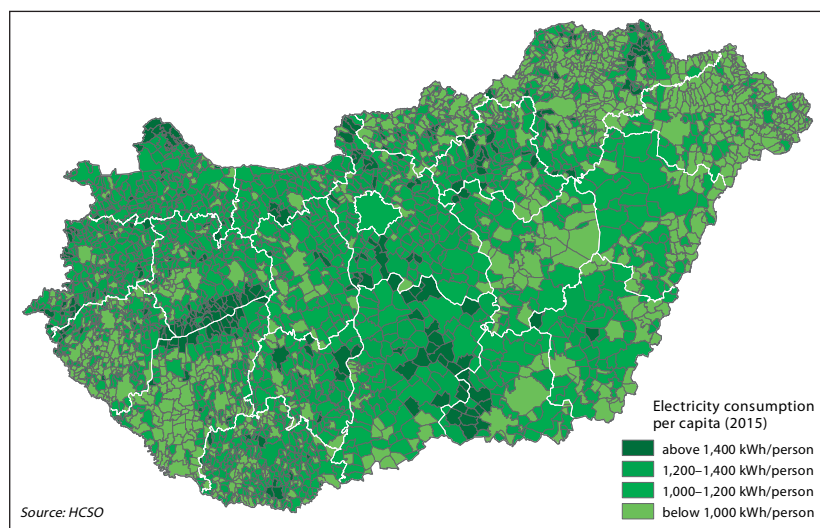 Electricity consumption
per capita (2015)
above 1,400 kWh/person
1,200–1,400 kWh/person
1,000–1,200 kWh/person
below 1,000 kWh/person
Source: HCSO